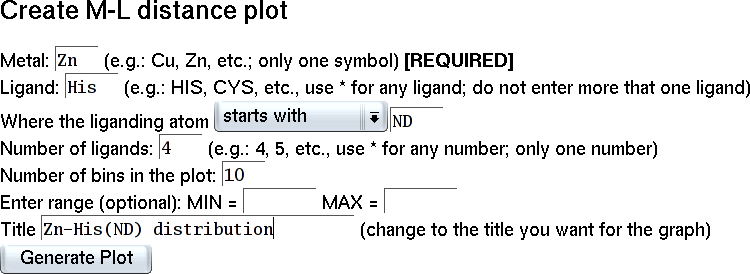 Create M-L distance plot
Metal: Zn (e.g.: Cu, Zn, etc.; only one symbol) [REQUIRED]
Ligand: His (e.g.: HIS, CYS, etc., use * for any ligand; do not enter more that one ligand)
Where the liganding atom starts with ND
Number of ligands: 4 (e.g.: 4, 5, etc., use * for any number; only one number)
Number of bins in the plot: 10
Enter range (optional): MIN = MAX =
Title Zn-His(ND) distribution (change to the title you want for the graph)
Generate Plot